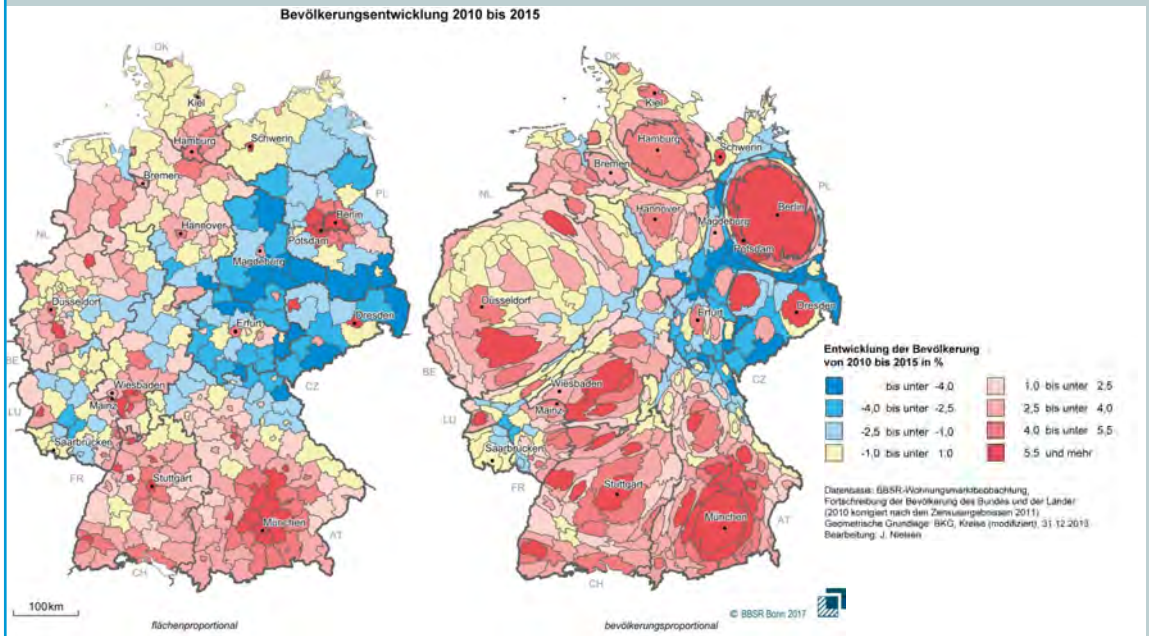 Bevölkerungsentwicklung 2010 bis 2015
DK
Kiel
Schwerin
Hamburg
Bremen
PL
NL
Hannover
Berlin
Potsdam
Magdeburg
Düsseldorf
Erfurt
Dresden
BE
CZ
Wiesbaden
Mainz
LU
Saarbrücken
FR
Stuttgart
München
AT
CH
100 km
flächenproportional
DK
Kiel
Hamburg
Schwerin
Bremen
NL
PL
Hannover
Magdeburg
Berlin
Potsdam
Düsseldorf
Erfurt
Dresden
BE
CZ
Wiesbaden
Mainz
LU
Saarbrücken
FR
Stuttgart
München
AT
CH
© BBSR Bonn 2017
bevölkerungsproportional
Entwicklung der Bevölkerung
von 2010 bis 2015 in %
bis unter -4,0
-4,0 bis unter -2,5
-2,5 bis unter -1,0
-1,0 bis unter 1,0
1,0 bis unter 2,5
2,5 bis unter 4,0
4,0 bis unter 5,5
5,5 und mehr
Datenbasis: BBSR-Wohnungsmarktbeobachtung,
Fortschreibung der Bevölkerung des Bundes und der Länder
(2010 korrigiert nach den Zensusergebnissen 2011)
Geometrische Grundlage: BKG, Kreise (modifiziert), 31.12.2013
Bearbeitung: J. Nielsen